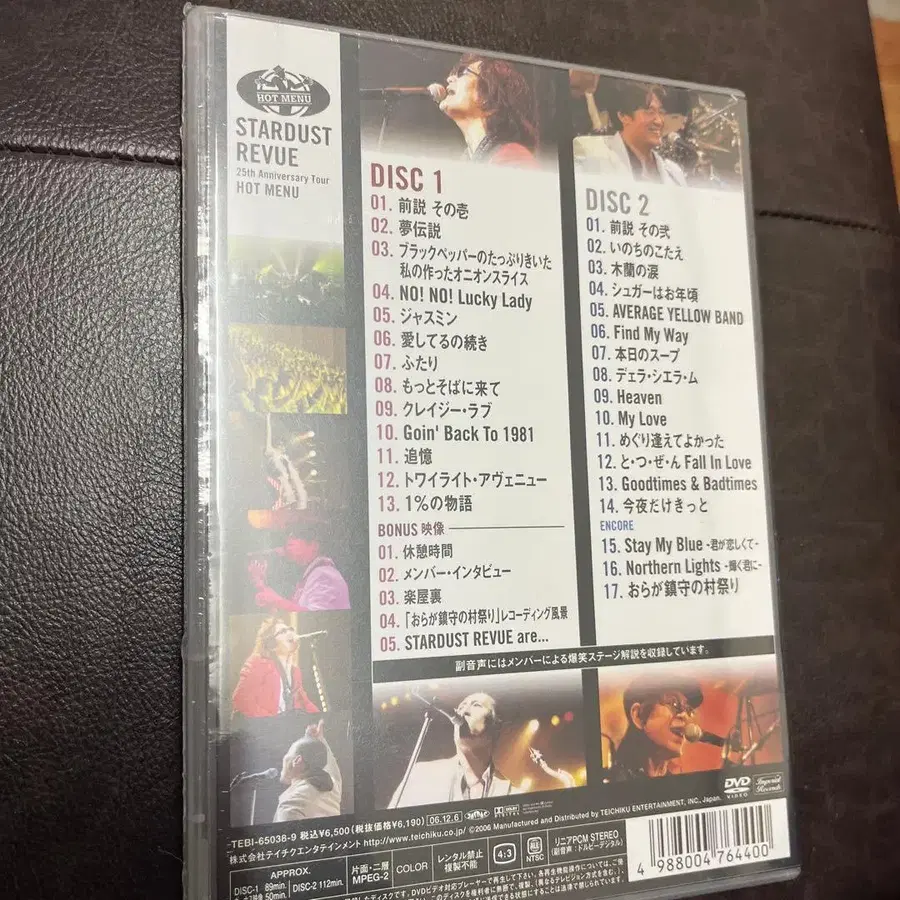 HOT MENU
STARDUST
REVUE
25th Anniversary Tour
HOT MENU
DISC 1
01. 前説 その壱
02. 夢伝説
03. ブラックペッパーのたっぷりきいた
私の作ったオニオンスライス
04. NO! NO! Lucky Lady
05. ジャスミン
06. 愛してるの続き
07. ふたり
08. もっとそばに来て
09. クレイジー・ラブ
10. Goin' Back To 1981
11. 追憶
12. トワイライト・アヴェニュー
13. 1%の物語
BONUS 映像
01. 休憩時間
02. メンバー・インタビュー
03. 楽屋裏
04. 「おらが鎮守の村祭り」レコーディング風景
05. STARDUST REVUE are...
DISC 2
01. 前説 その弐
02. いのちのこたえ
03. 木蘭の涙
04. シュガーはお年頃
05. AVERAGE YELLOW BAND
06. Find My Way
07. 本日のスープ
08. デェラ・シエラ・ム
09. Heaven
10. My Love
11. めぐり逢えてよかった
12. と・つ・ぜ・ん Fall In Love
13. Goodtimes & Badtimes
14. 今夜だけきっと
ENCORE
15. Stay My Blue -君が恋しくて-
16. Northern Lights -輝く君に-
17. おらが鎮守の村祭り
副音声にはメンバーによる爆笑ステージ解説を収録しています。
DVD VIDEO
Imperial Records
TEBI-65038-9 税込¥6,500(税抜価格¥6,190) 06.12.6
株式会社テイチクエンタテインメント http://www.teichiku.co.jp/ ©2006 Manufactured and Distributed by TEICHIKU ENTERTAINMENT, INC., Japan.
APPROX.
DISC-1 89min.
50min.
DISC-2 112min.
片面・二層
MPEG-2
COLOR
レンタル禁止
複製不能
4:3
ALL
NTSC
リニアPCM STEREO
(副音声:ドルビーデジタル)
4 988004 764400